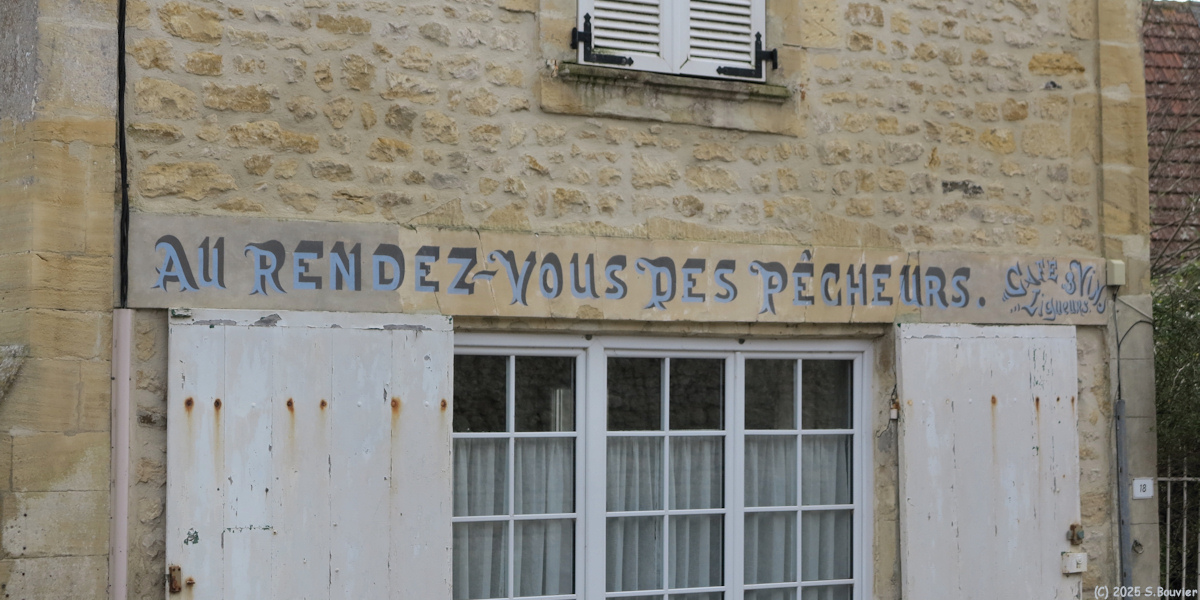 AU RENDEZ-VOUS DES PÊCHEURS.
CAFÉ & VINS
Liqueurs
18
(C) 2025 S.Bouvier